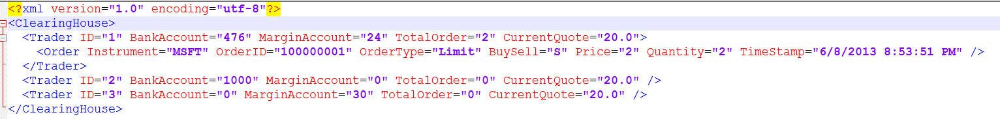 <?xml version="1.0" encoding="utf-8"?>
<ClearingHouse>
<Trader ID="1" BankAccount="476" MarginAccount="24" TotalOrder="2" CurrentQuote="20.0">
<Order Instrument="MSFT" OrderID="100000001" OrderType="Limit" BuySell="S" Price="2" Quantity="2" TimeStamp="6/8/2013 8:53:51 PM" />
</Trader>
<Trader ID="2" BankAccount="1000" MarginAccount="0" TotalOrder="0" CurrentQuote="20.0" />
<Trader ID="3" BankAccount="0" MarginAccount="30" TotalOrder="0" CurrentQuote="20.0" />
</ClearingHouse>